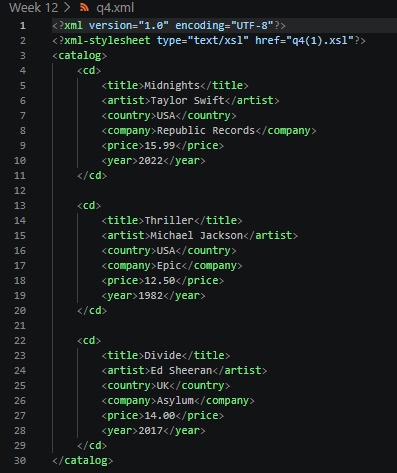 Week 12 > q4.xml
1 <?xml version="1.0" encoding="UTF-8"?>
2 <?xml-stylesheet type="text/xsl" href="q4(1).xsl"?>
3 <catalog>
4     <cd>
5         <title>Midnights</title>
6         <artist>Taylor Swift</artist>
7         <country>USA</country>
8         <company>Republic Records</company>
9         <price>15.99</price>
10         <year>2022</year>
11     </cd>
12
13     <cd>
14         <title>Thriller</title>
15         <artist>Michael Jackson</artist>
16         <country>USA</country>
17         <company>Epic</company>
18         <price>12.50</price>
19         <year>1982</year>
20     </cd>
21
22     <cd>
23         <title>Divide</title>
24         <artist>Ed Sheeran</artist>
25         <country>UK</country>
26         <company>Asylum</company>
27         <price>14.00</price>
28         <year>2017</year>
29     </cd>
30 </catalog>